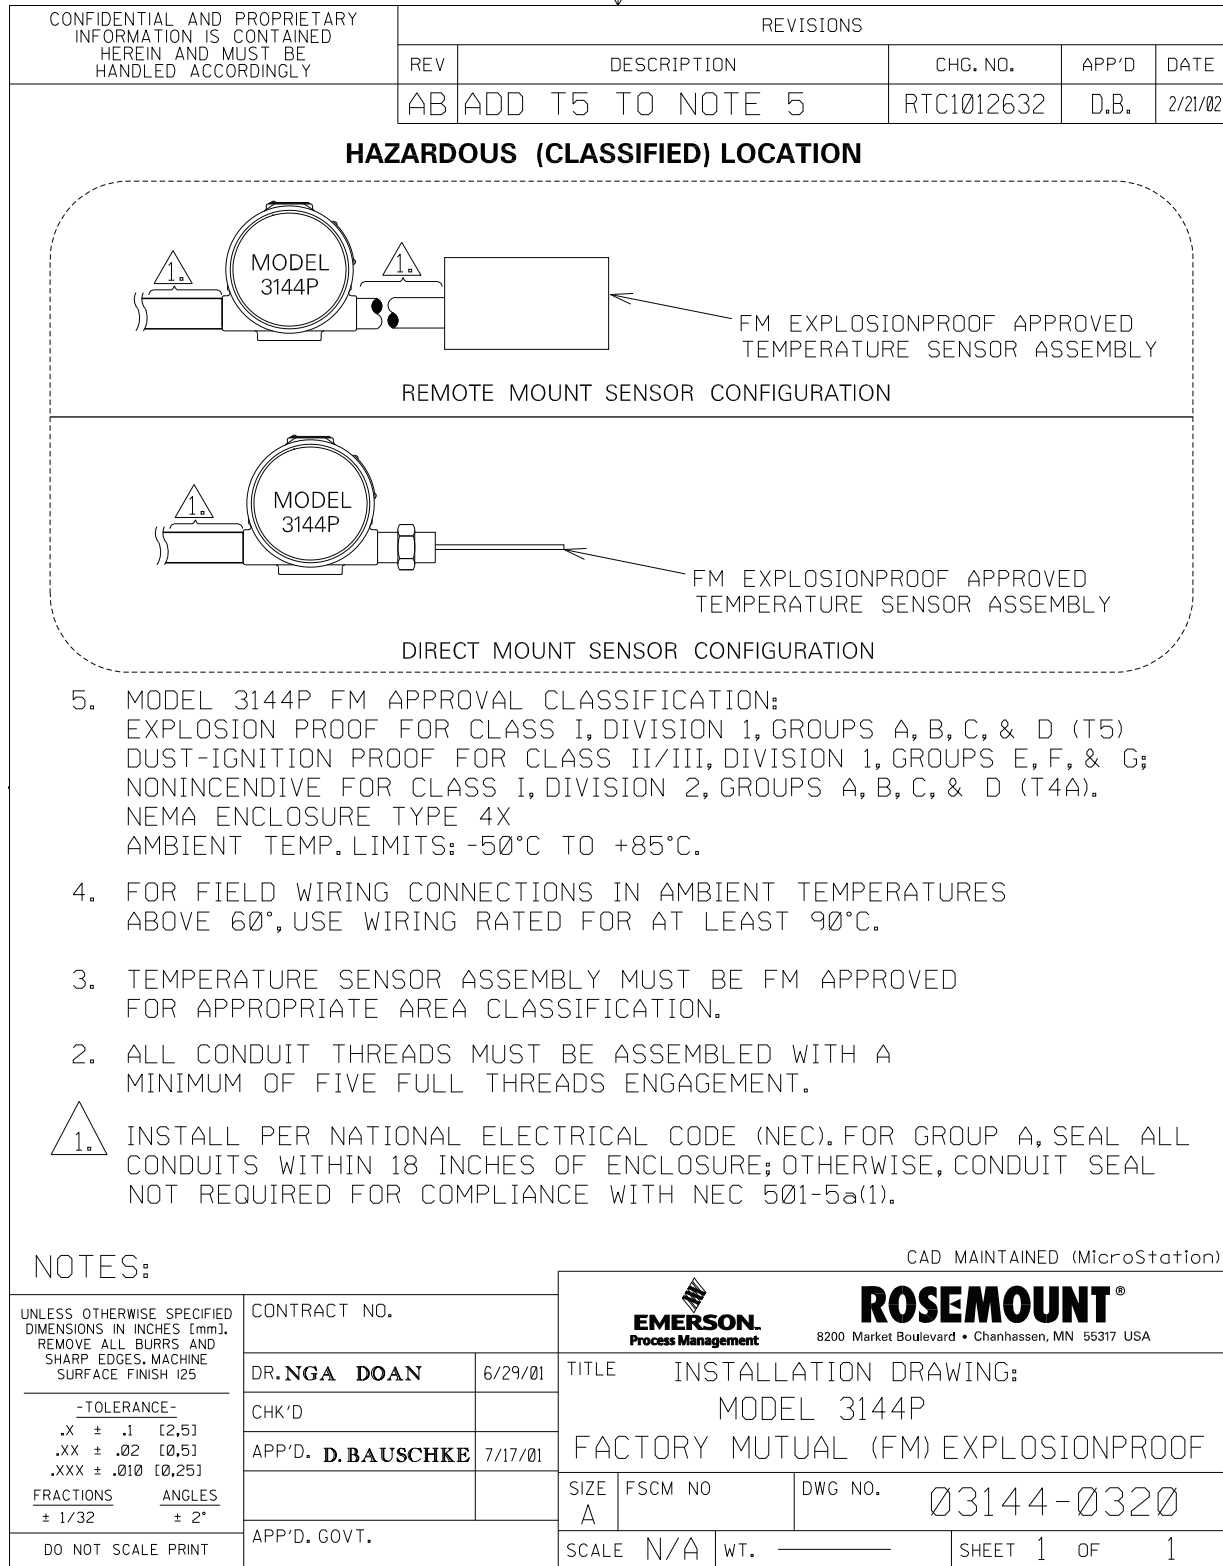 CONFIDENTIAL AND PROPRIETARY
INFORMATION IS CONTAINED
HEREIN AND MUST BE
HANDLED ACCORDINGLY
REVISIONS
REV DESCRIPTION CHG. NO. APP'D DATE
AB ADD T5 TO NOTE 5 RTC1012632 D.B. 2/21/02
HAZARDOUS (CLASSIFIED) LOCATION
MODEL
3144P
1.
1.
FM EXPLOSIONPROOF APPROVED
TEMPERATURE SENSOR ASSEMBLY
REMOTE MOUNT SENSOR CONFIGURATION
MODEL
3144P
1.
FM EXPLOSIONPROOF APPROVED
TEMPERATURE SENSOR ASSEMBLY
DIRECT MOUNT SENSOR CONFIGURATION
5. MODEL 3144P FM APPROVAL CLASSIFICATION:
EXPLOSION PROOF FOR CLASS I, DIVISION 1, GROUPS A, B, C, & D (T5)
DUST-IGNITION PROOF FOR CLASS II/III, DIVISION 1, GROUPS E, F, & G;
NONINCENDIVE FOR CLASS I, DIVISION 2, GROUPS A, B, C, & D (T4A).
NEMA ENCLOSURE TYPE 4X
AMBIENT TEMP. LIMITS: -50°C TO +85°C.
4. FOR FIELD WIRING CONNECTIONS IN AMBIENT TEMPERATURES
ABOVE 60°, USE WIRING RATED FOR AT LEAST 90°C.
3. TEMPERATURE SENSOR ASSEMBLY MUST BE FM APPROVED
FOR APPROPRIATE AREA CLASSIFICATION.
2. ALL CONDUIT THREADS MUST BE ASSEMBLED WITH A
MINIMUM OF FIVE FULL THREADS ENGAGEMENT.
1. INSTALL PER NATIONAL ELECTRICAL CODE (NEC). FOR GROUP A, SEAL ALL
CONDUITS WITHIN 18 INCHES OF ENCLOSURE; OTHERWISE, CONDUIT SEAL
NOT REQUIRED FOR COMPLIANCE WITH NEC 501-5a(1).
NOTES:
CAD MAINTAINED (MicroStation)
UNLESS OTHERWISE SPECIFIED
DIMENSIONS IN INCHES [mm].
REMOVE ALL BURRS AND
SHARP EDGES. MACHINE
SURFACE FINISH 125
-TOLERANCE-
.X ± .1 [2,5]
.XX ± .02 [0,5]
.XXX ± .010 [0,25]
FRACTIONS ANGLES
± 1/32 ± 2°
DO NOT SCALE PRINT
CONTRACT NO.
DR. NGA DOAN 6/29/01
CHK'D
APP'D. D. BAUSCHKE 7/17/01
APP'D. GOVT.
EMERSON
Process Management
ROSEMOUNT®
8200 Market Boulevard • Chanhassen, MN 55317 USA
TITLE INSTALLATION DRAWING:
MODEL 3144P
FACTORY MUTUAL (FM) EXPLOSIONPROOF
SIZE A FSCM NO DWG NO. 03144-0320
SCALE N/A WT. SHEET 1 OF 1